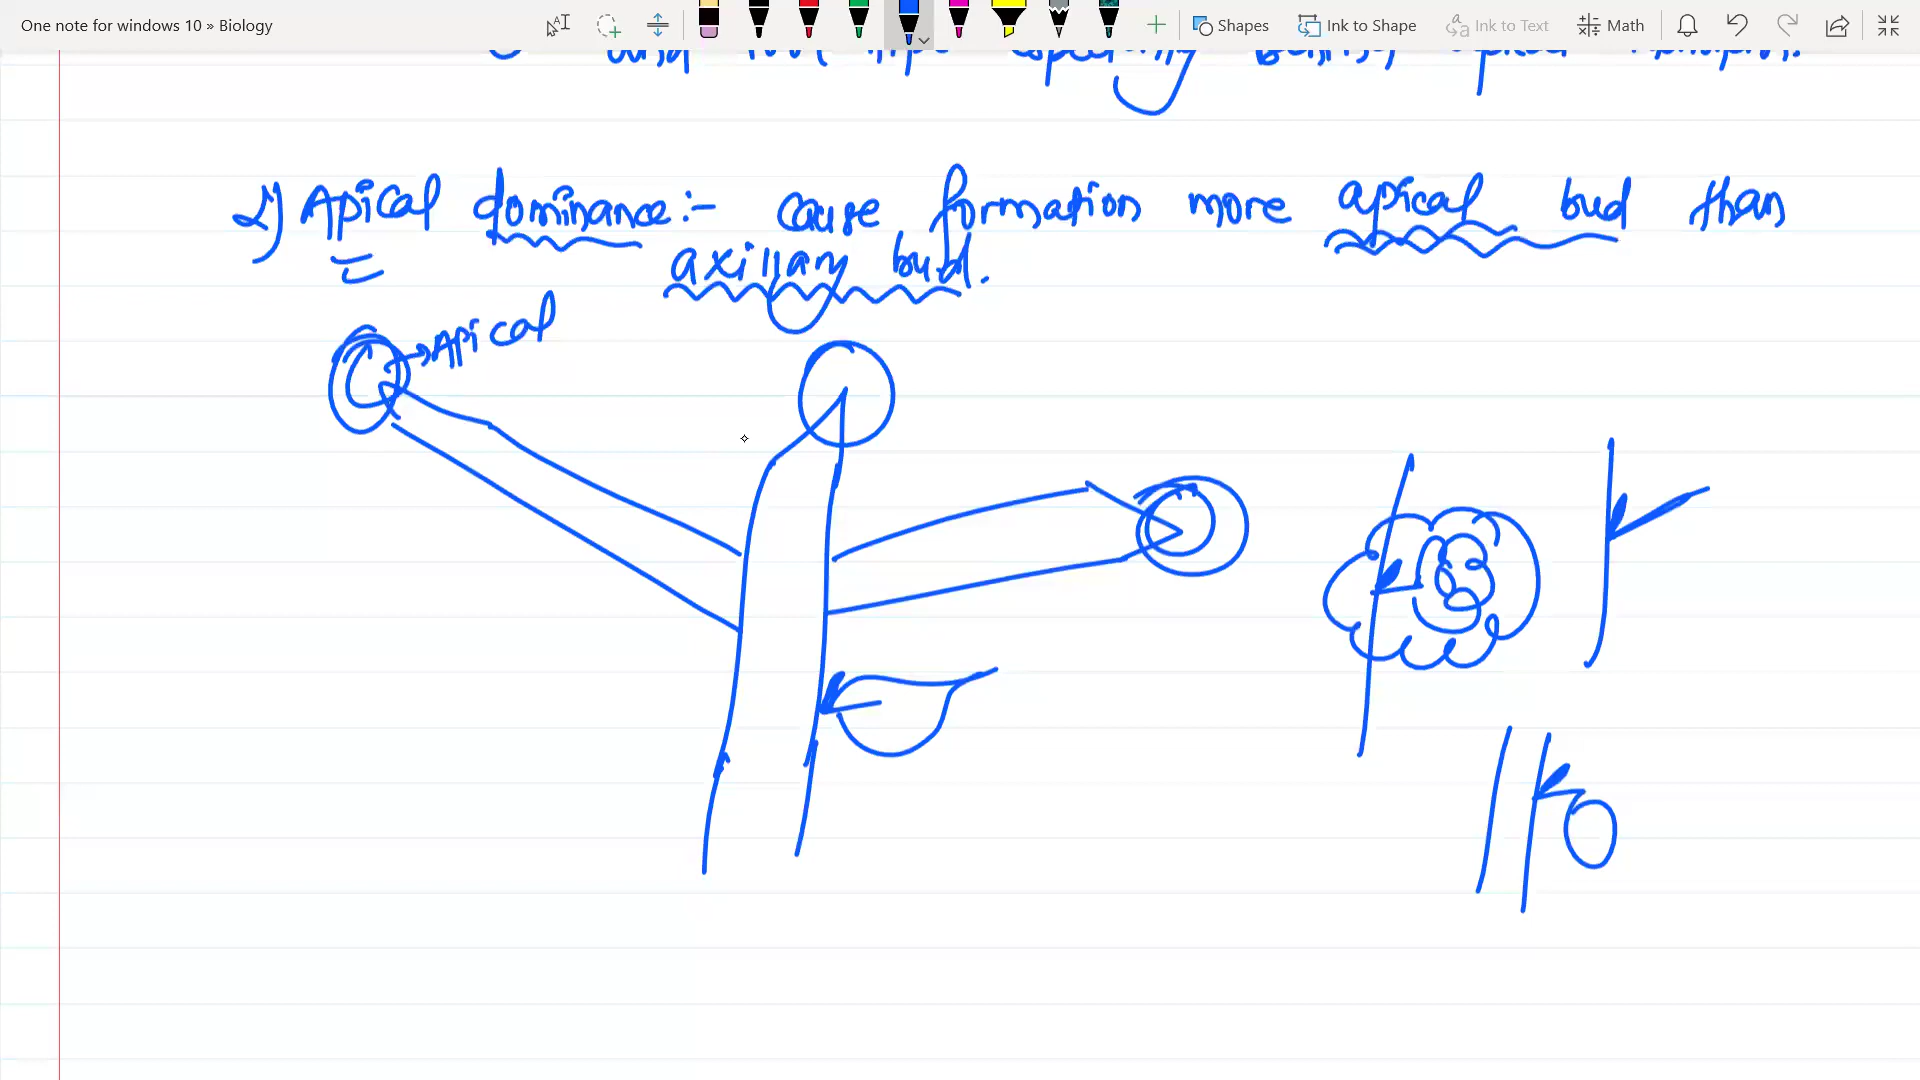 One note for windows 10 » Biology
Shapes Ink to Shape Ink to Text Math
2) Apical dominance:- cause formation more apical bud than
axillary bud.
→Apical